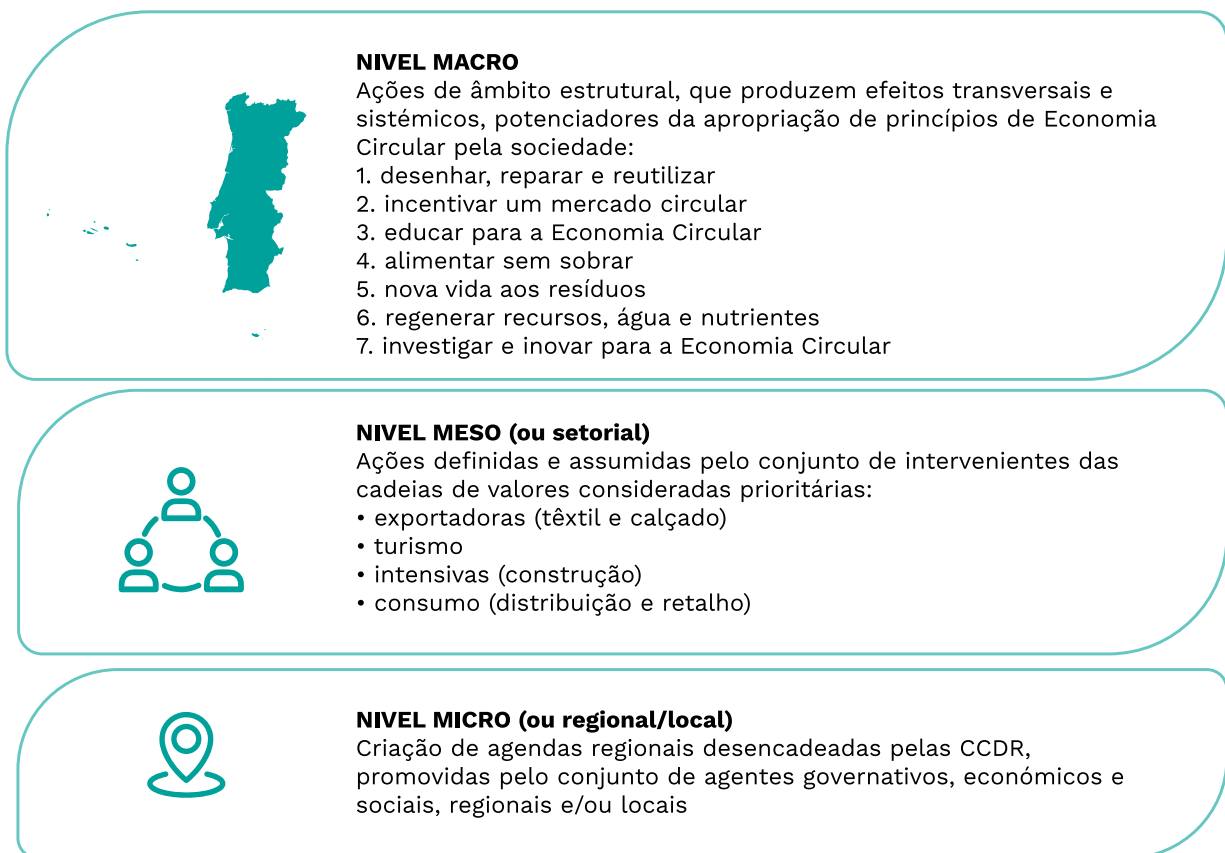 NIVEL MACRO
Ações de âmbito estrutural, que produzem efeitos transversais e
sistémicos, potenciadores da apropriação de princípios de Economia
Circular pela sociedade:
1. desenhar, reparar e reutilizar
2. incentivar um mercado circular
3. educar para a Economia Circular
4. alimentar sem sobrar
5. nova vida aos resíduos
6. regenerar recursos, água e nutrientes
7. investigar e inovar para a Economia Circular
NIVEL MESO (ou setorial)
Ações definidas e assumidas pelo conjunto de intervenientes das
cadeias de valores consideradas prioritárias:
• exportadoras (têxtil e calçado)
• turismo
• intensivas (construção)
• consumo (distribuição e retalho)
NIVEL MICRO (ou regional/local)
Criação de agendas regionais desencadeadas pelas CCDR,
promovidas pelo conjunto de agentes governativos, económicos e
sociais, regionais e/ou locais